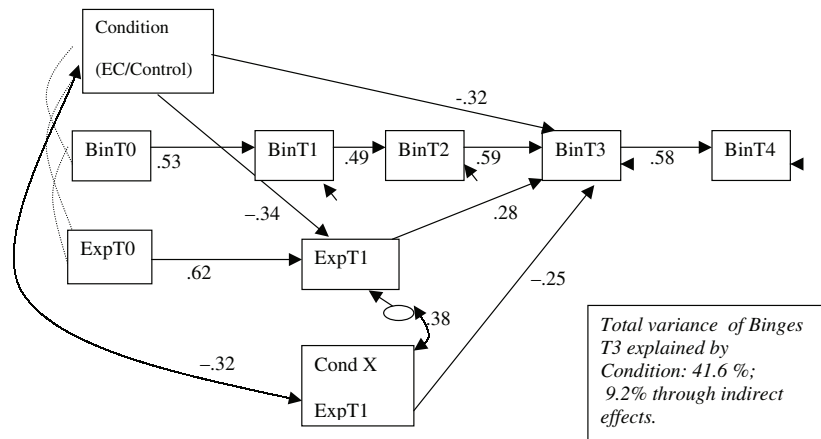 Condition
(EC/Control)
-.32
BinT0
BinT1
BinT2
BinT3
BinT4
.53
.49
.59
.58
–.34
.28
ExpT0
ExpT1
.62
–.25
.38
–.32
Cond X
ExpT1
Total variance of Binges
T3 explained by
Condition: 41.6 %;
9.2% through indirect
effects.